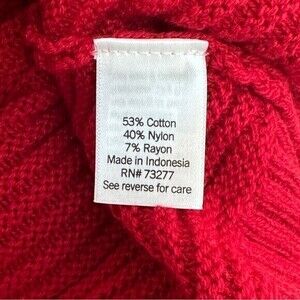 53% Cotton
40% Nylon
7% Rayon
Made in Indonesia
RN# 73277
See reverse for care